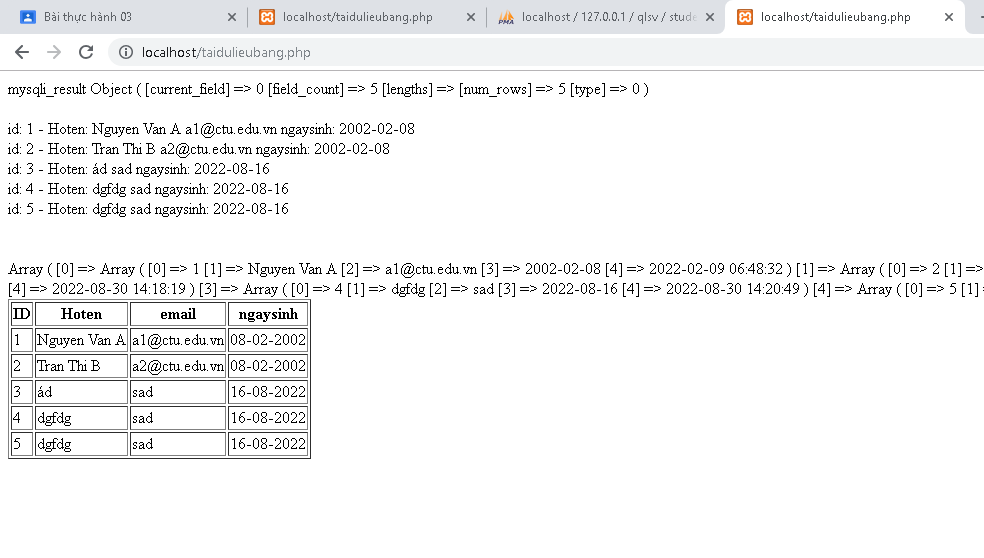 Bài thực hành 03
localhost/taidulieubang.php
localhost / 127.0.0.1 / qlsv / stude
localhost/taidulieubang.php
localhost/taidulieubang.php
mysqli_result Object ( [current_field] => 0 [field_count] => 5 [lengths] => [num_rows] => 5 [type] => 0 )
id: 1 - Hoten: Nguyen Van A a1@ctu.edu.vn ngaysinh: 2002-02-08
id: 2 - Hoten: Tran Thi B a2@ctu.edu.vn ngaysinh: 2002-02-08
id: 3 - Hoten: ád sad ngaysinh: 2022-08-16
id: 4 - Hoten: dgfdg sad ngaysinh: 2022-08-16
id: 5 - Hoten: dgfdg sad ngaysinh: 2022-08-16
Array ( [0] => Array ( [0] => 1 [1] => Nguyen Van A [2] => a1@ctu.edu.vn [3] => 2002-02-08 [4] => 2022-02-09 06:48:32 ) [1] => Array ( [0] => 2 [1] =>
[4] => 2022-08-30 14:18:19 ) [3] => Array ( [0] => 4 [1] => dgfdg [2] => sad [3] => 2022-08-16 [4] => 2022-08-30 14:20:49 ) [4] => Array ( [0] => 5 [1] =
ID Hoten email ngaysinh
1 Nguyen Van A a1@ctu.edu.vn 08-02-2002
2 Tran Thi B a2@ctu.edu.vn 08-02-2002
3 ád sad 16-08-2022
4 dgfdg sad 16-08-2022
5 dgfdg sad 16-08-2022